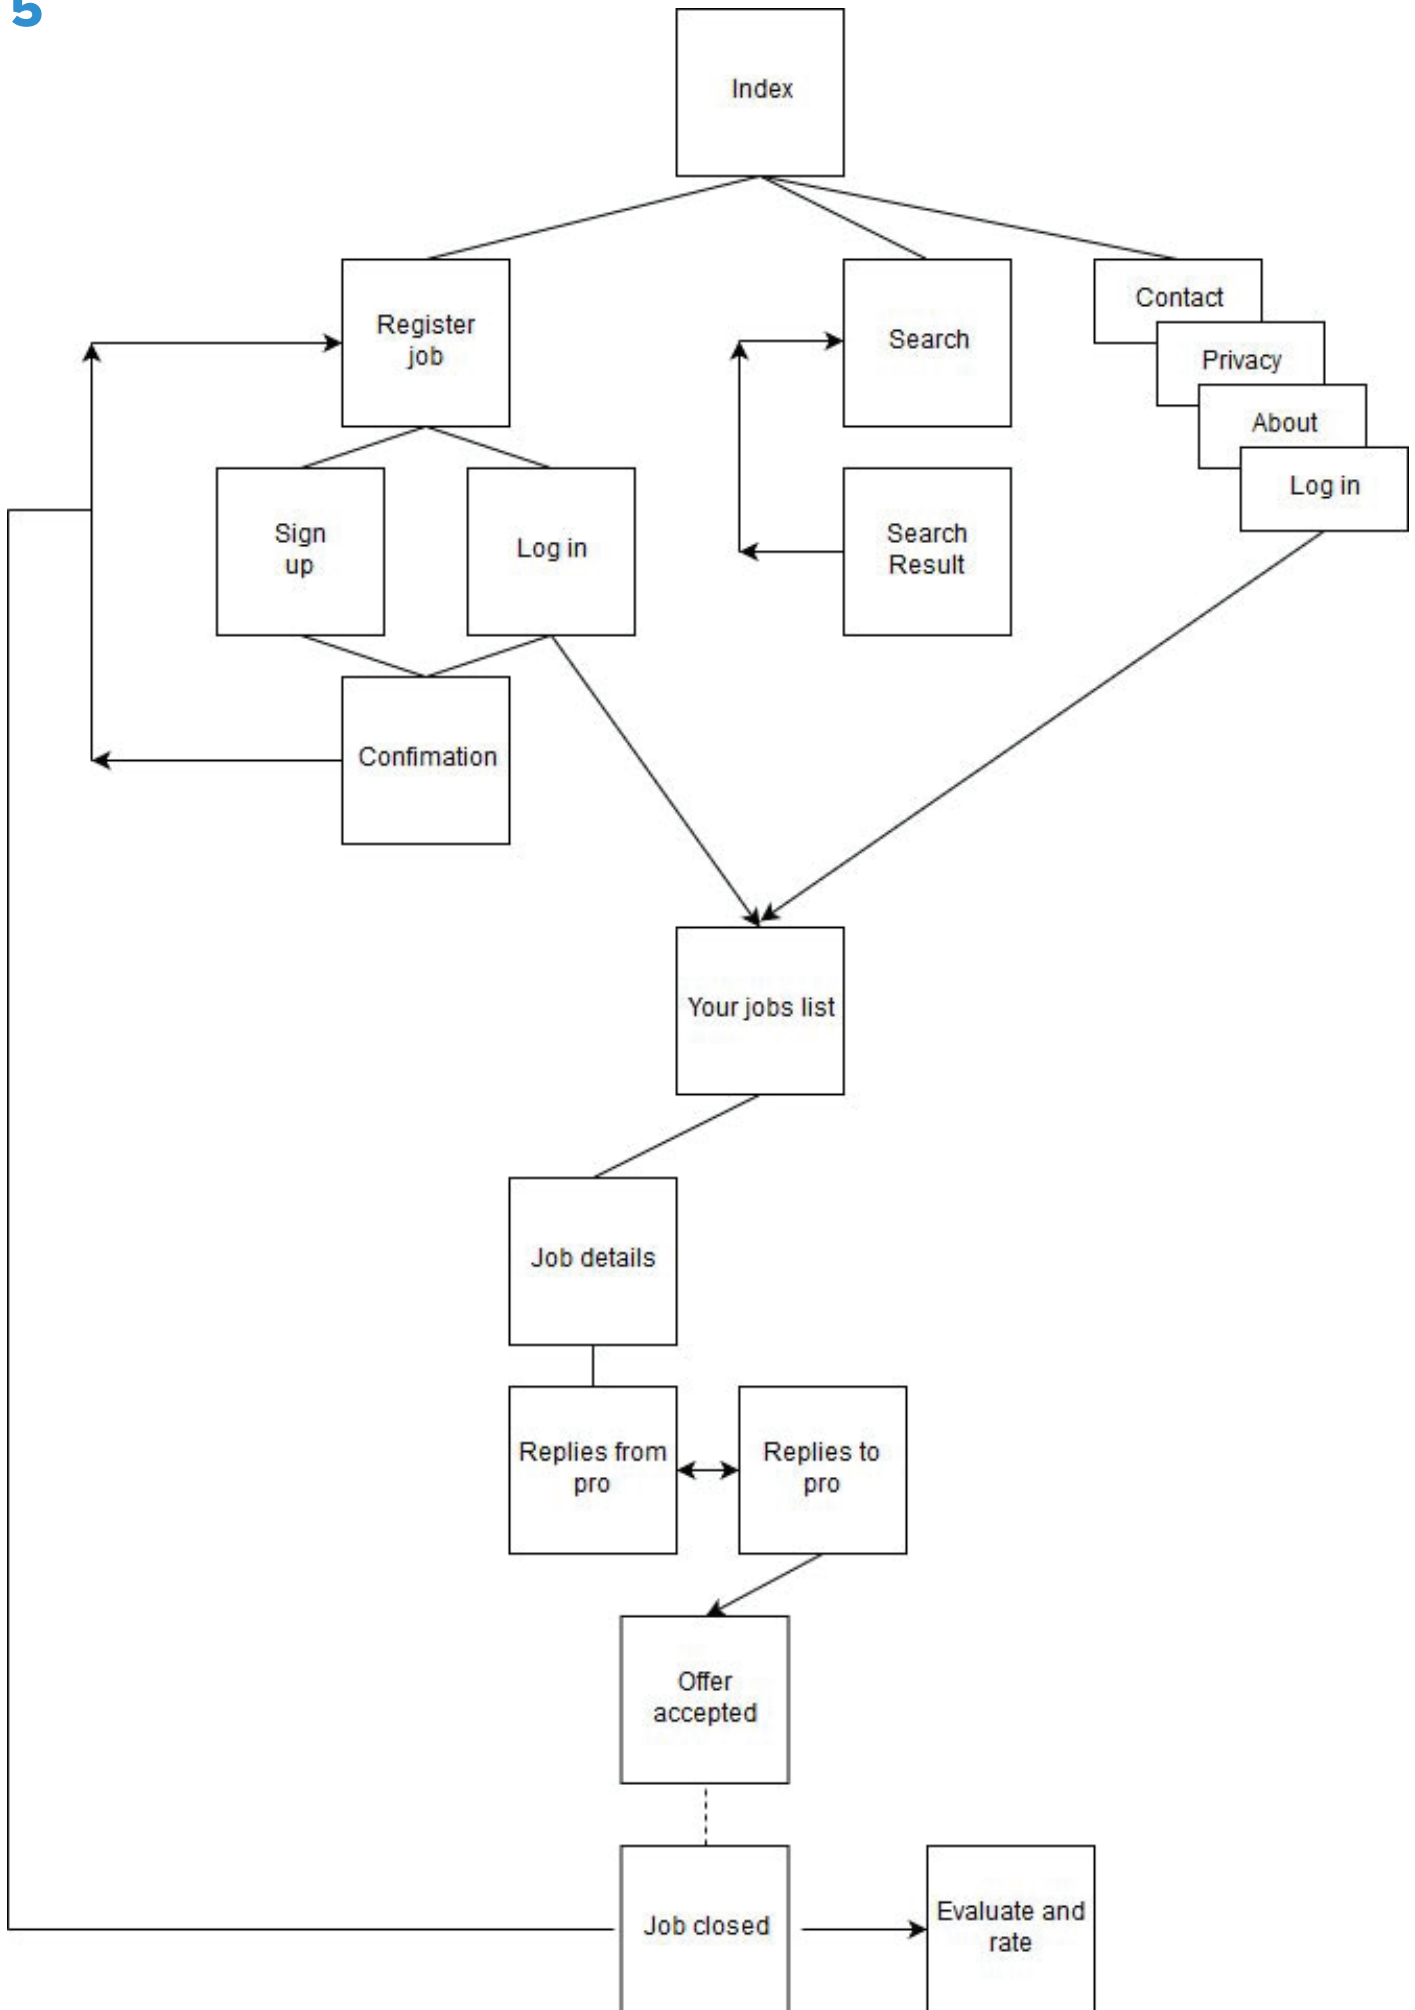 5
Index
Register
job
Search
Contact
Privacy
About
Log in
Sign
up
Log in
Search
Result
Confimation
Your jobs list
Job details
Replies from
pro
Replies to
pro
Offer
accepted
Job closed
Evaluate and
rate